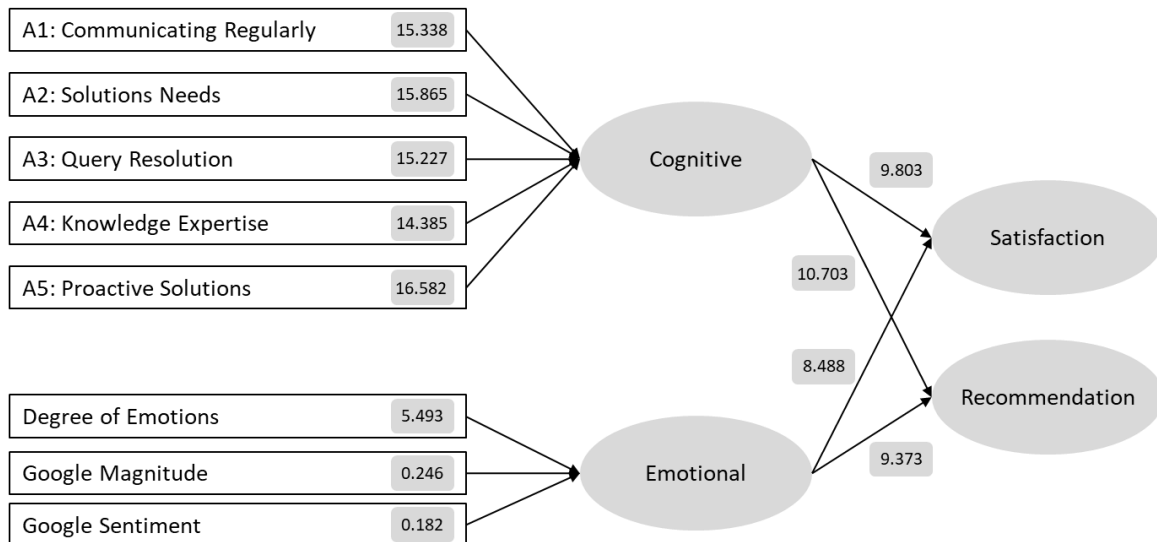 A1: Communicating Regularly 15.338
A2: Solutions Needs 15.865
A3: Query Resolution 15.227
A4: Knowledge Expertise 14.385
A5: Proactive Solutions 16.582
Degree of Emotions 5.493
Google Magnitude 0.246
Google Sentiment 0.182
Cognitive
Emotional
9.803
10.703
8.488
9.373
Satisfaction
Recommendation